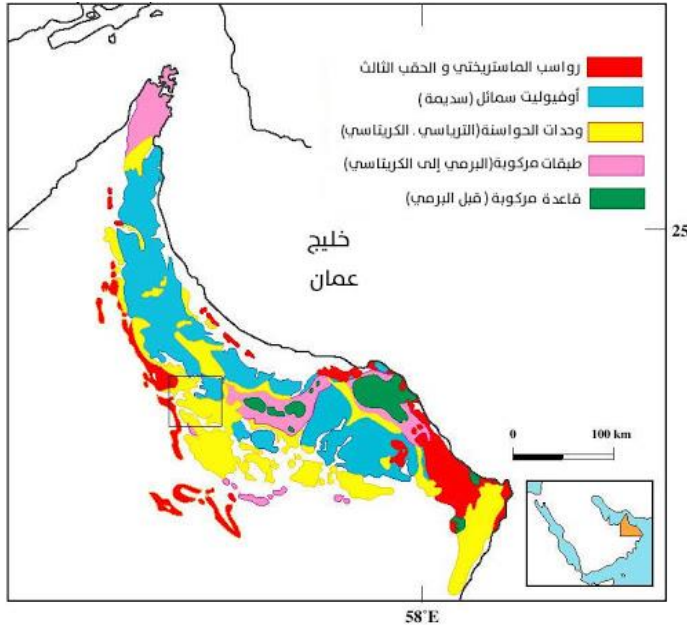 رواسب الماستريختي و الحقب الثالث
أوفيوليت سمائل (سديمة)
وحدات الحواسنة(الترياسي . الكريتاسي)
طبقات مركوبة(البرمي إلى الكريتاسي)
قاعدة مركوبة (قبل البرمي)
25
خليج
عمان
0 100 km
58°E